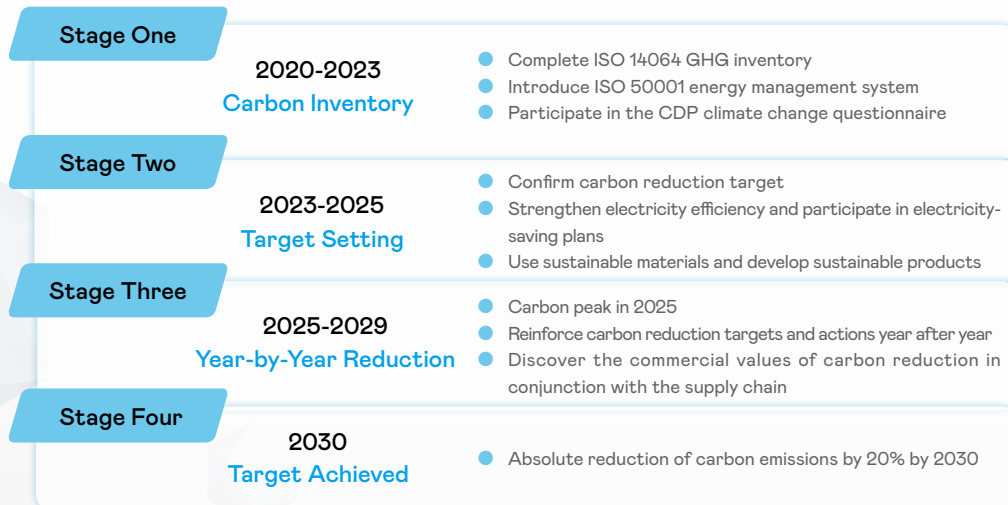 Stage One
2020-2023
Carbon Inventory
Complete ISO 14064 GHG inventory
Introduce ISO 50001 energy management system
Participate in the CDP climate change questionnaire
Stage Two
2023-2025
Target Setting
Confirm carbon reduction target
Strengthen electricity efficiency and participate in electricity-
saving plans
Use sustainable materials and develop sustainable products
Stage Three
2025-2029
Year-by-Year Reduction
Carbon peak in 2025
Reinforce carbon reduction targets and actions year after year
Discover the commercial values of carbon reduction in
conjunction with the supply chain
Stage Four
2030
Target Achieved
Absolute reduction of carbon emissions by 20% by 2030